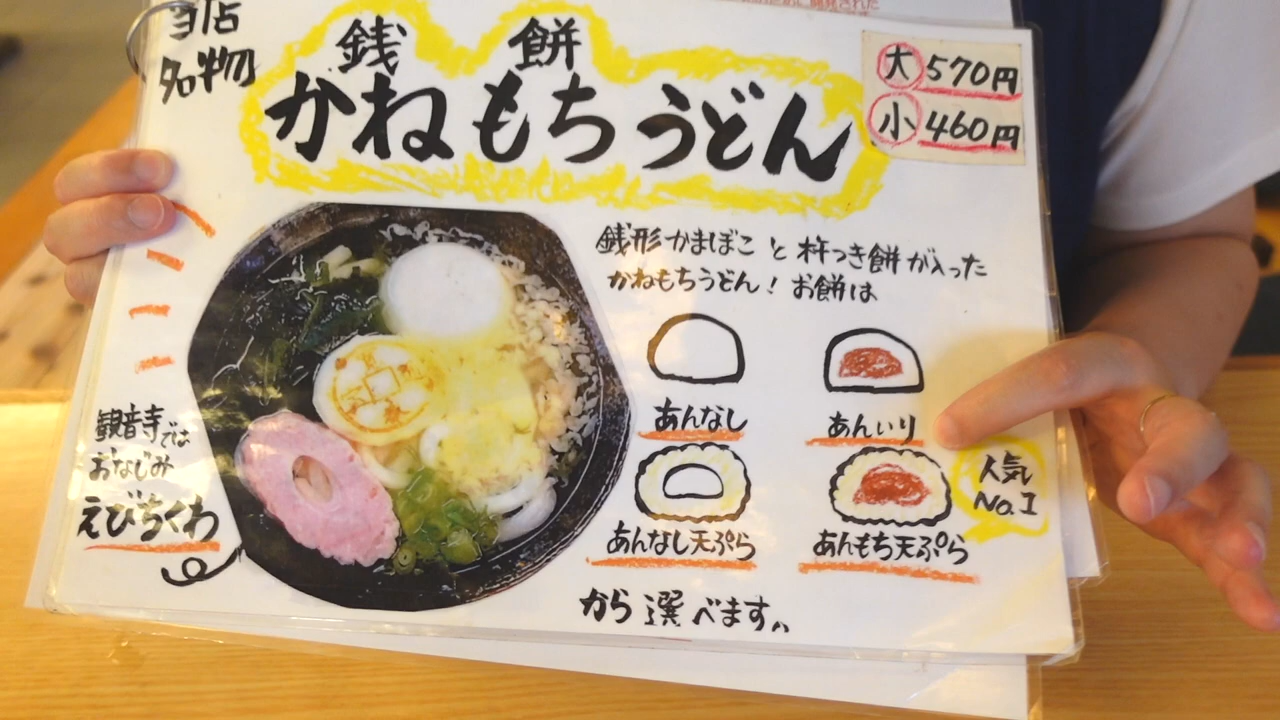 当店
名物
銭 餅
かねもちうどん
大 570円
小 460円
銭形かまぼこと杵つき餅が入った
かねもちうどん！お餅は
あんなし
あんいり
あんなし天ぷら
あんもち天ぷら
人気
No.1
から選べます。
観音寺では
おなじみ
えびちくわ